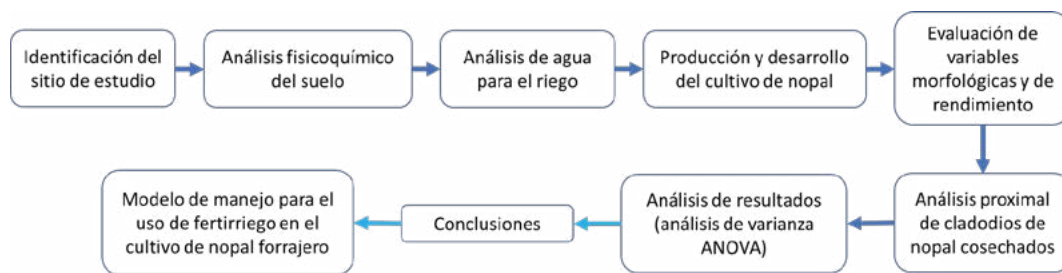 Identificación del
sitio de estudio
Análisis fisicoquímico
del suelo
Análisis de agua
para el riego
Producción y desarrollo
del cultivo de nopal
Evaluación de
variables
morfológicas y de
rendimiento
Análisis proximal
de cladodios de
nopal cosechados
Análisis de resultados
(análisis de varianza
ANOVA)
Conclusiones
Modelo de manejo para el
uso de fertirriego en el
cultivo de nopal forrajero